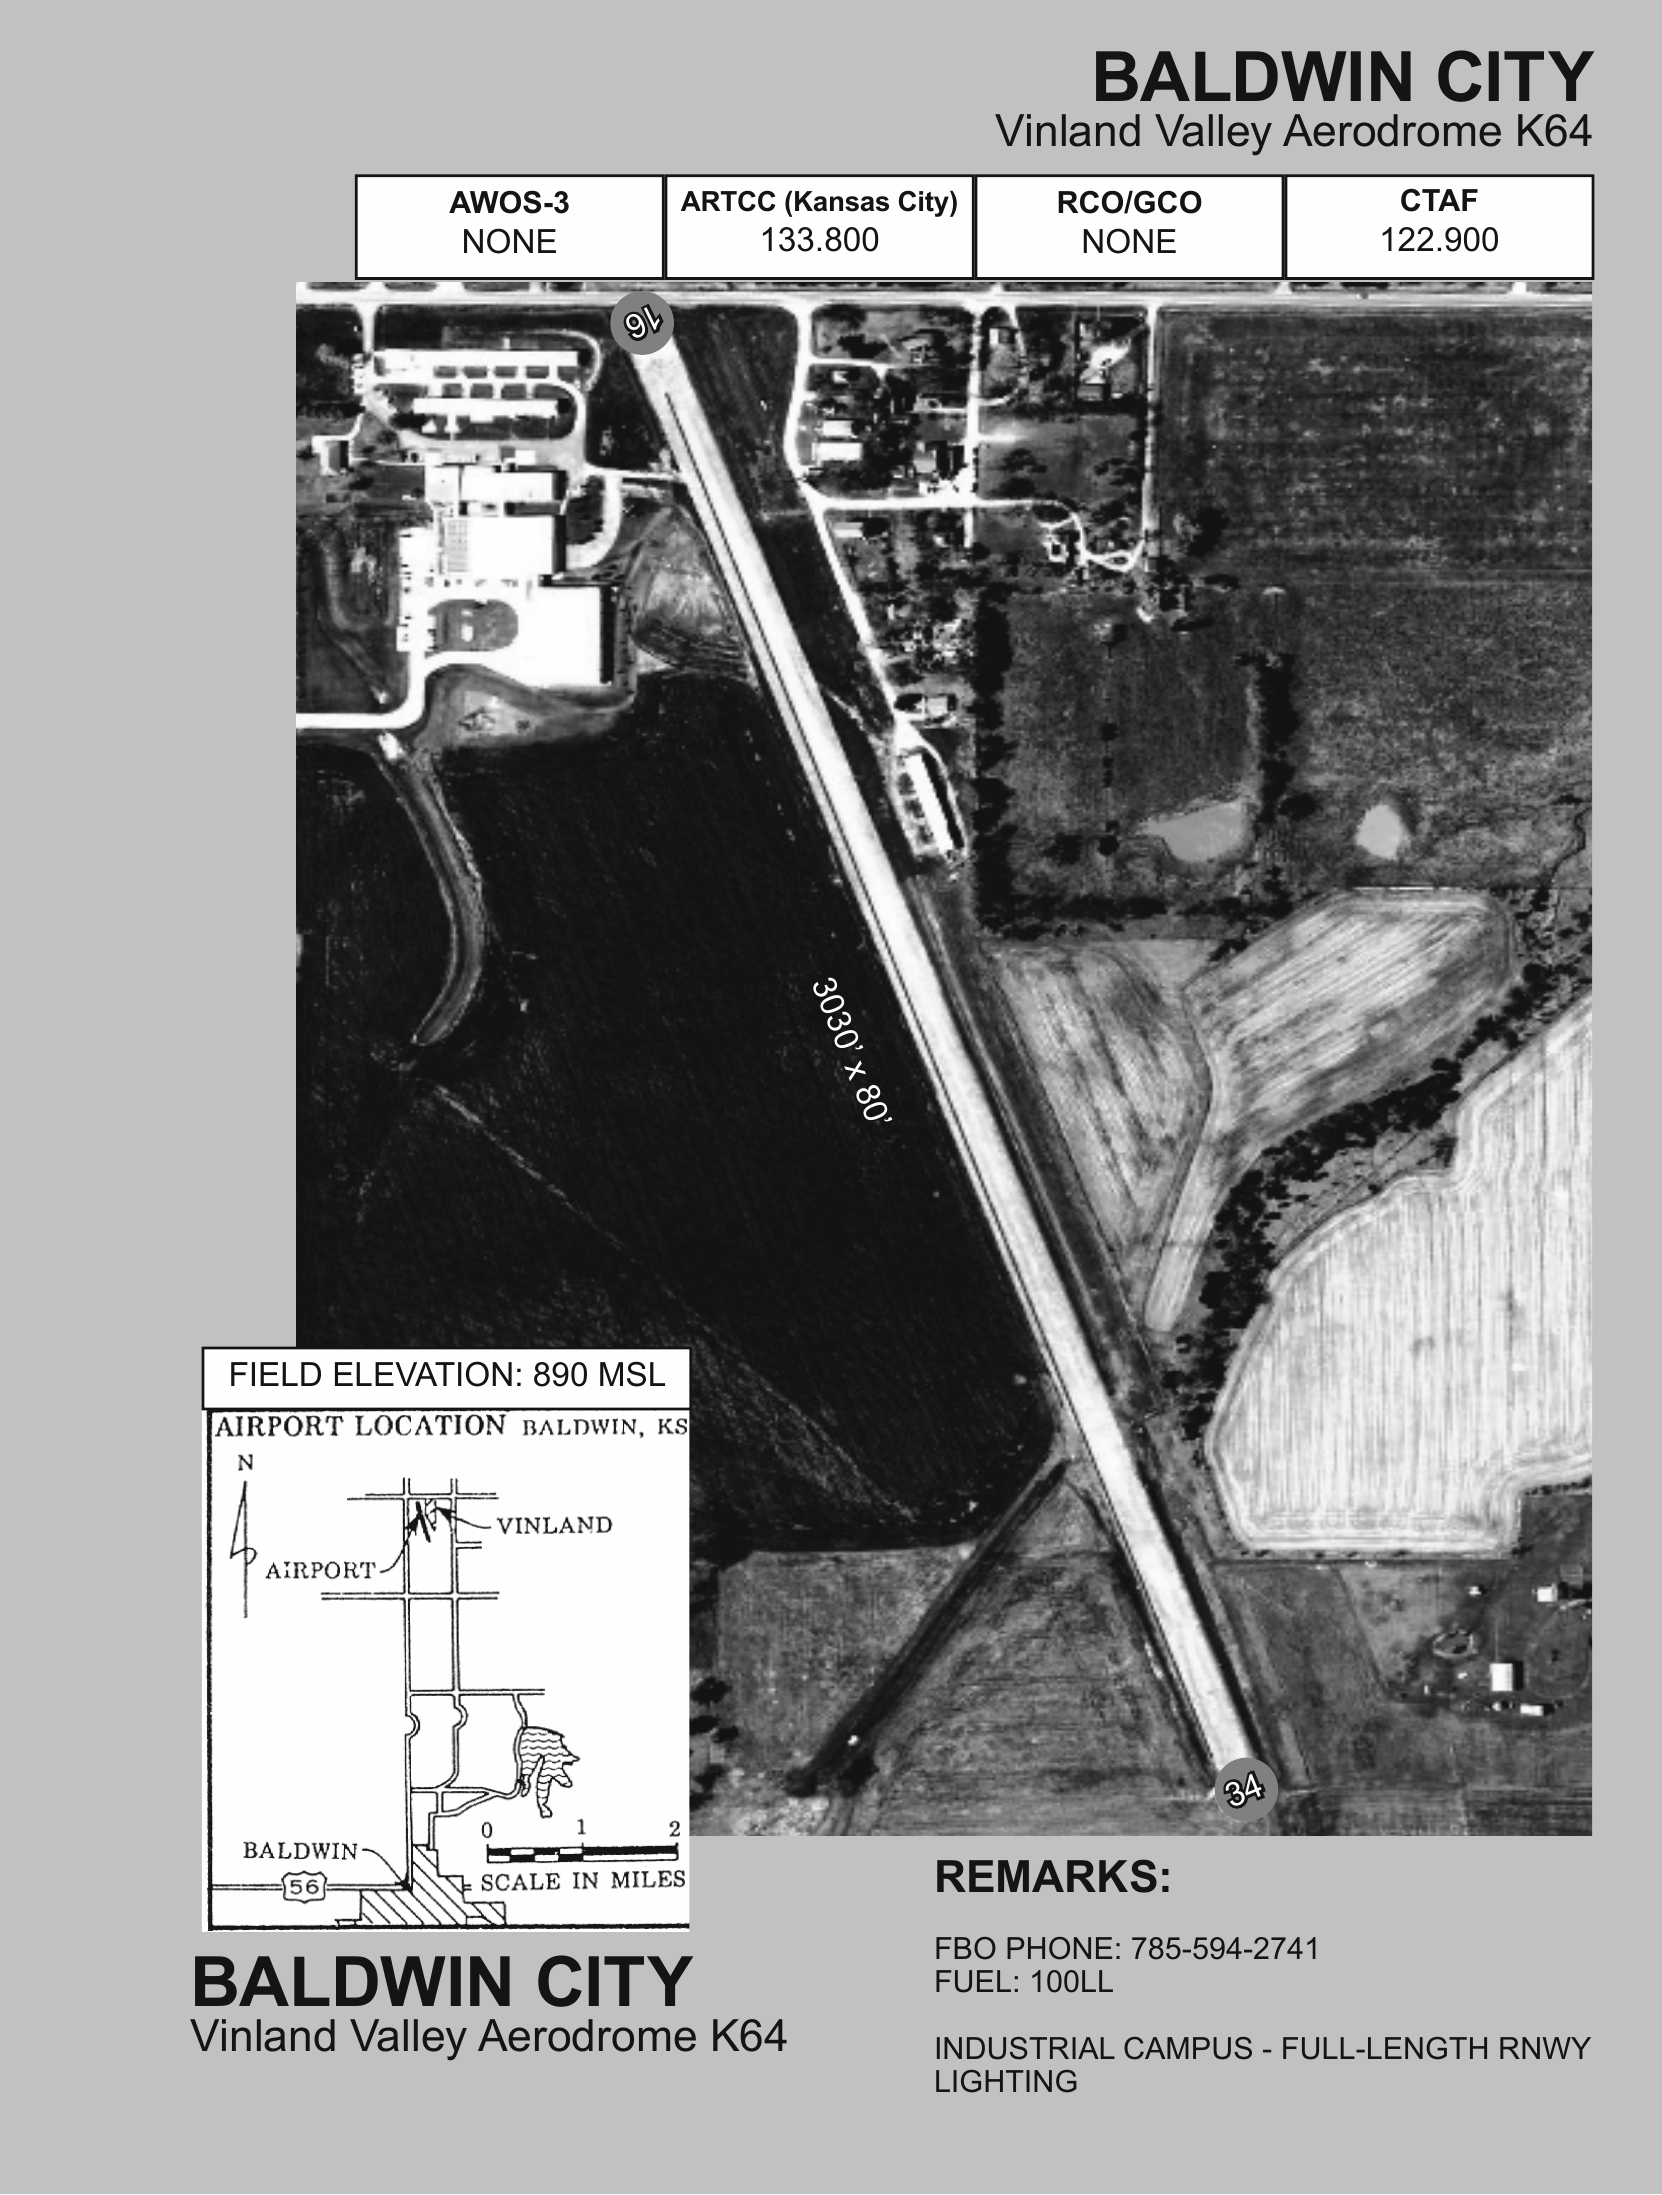 BALDWIN CITY
Vinland Valley Aerodrome K64
AWOS-3
NONE
ARTCC (Kansas City)
133.800
RCO/GCO
NONE
CTAF
122.900
16
3030’ x 80’
34
FIELD ELEVATION: 890 MSL
AIRPORT LOCATION BALDWIN, KS
N
VINLAND
AIRPORT
0 1 2
SCALE IN MILES
BALDWIN
56
BALDWIN CITY
Vinland Valley Aerodrome K64
REMARKS:
FBO PHONE: 785-594-2741
FUEL: 100LL
INDUSTRIAL CAMPUS - FULL-LENGTH RNWY
LIGHTING